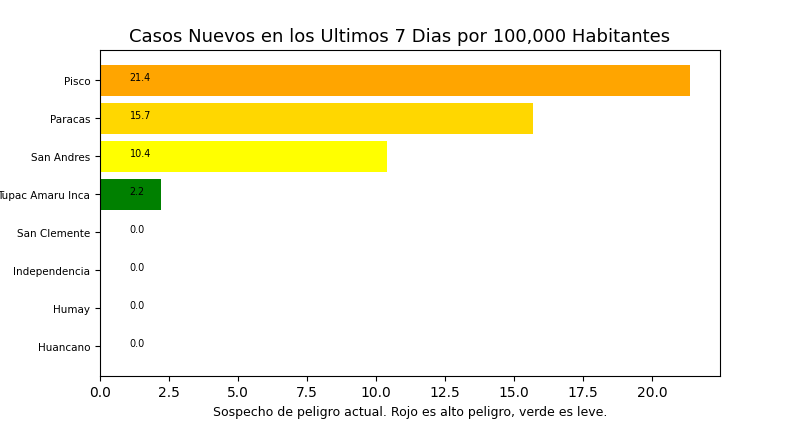 Casos Nuevos en los Ultimos 7 Dias por 100,000 Habitantes
Pisco 21.4
Paracas 15.7
San Andres 10.4
Tupac Amaru Inca 2.2
San Clemente 0.0
Independencia 0.0
Humay 0.0
Huancano 0.0
0.0 2.5 5.0 7.5 10.0 12.5 15.0 17.5 20.0
Sospecho de peligro actual. Rojo es alto peligro, verde es leve.